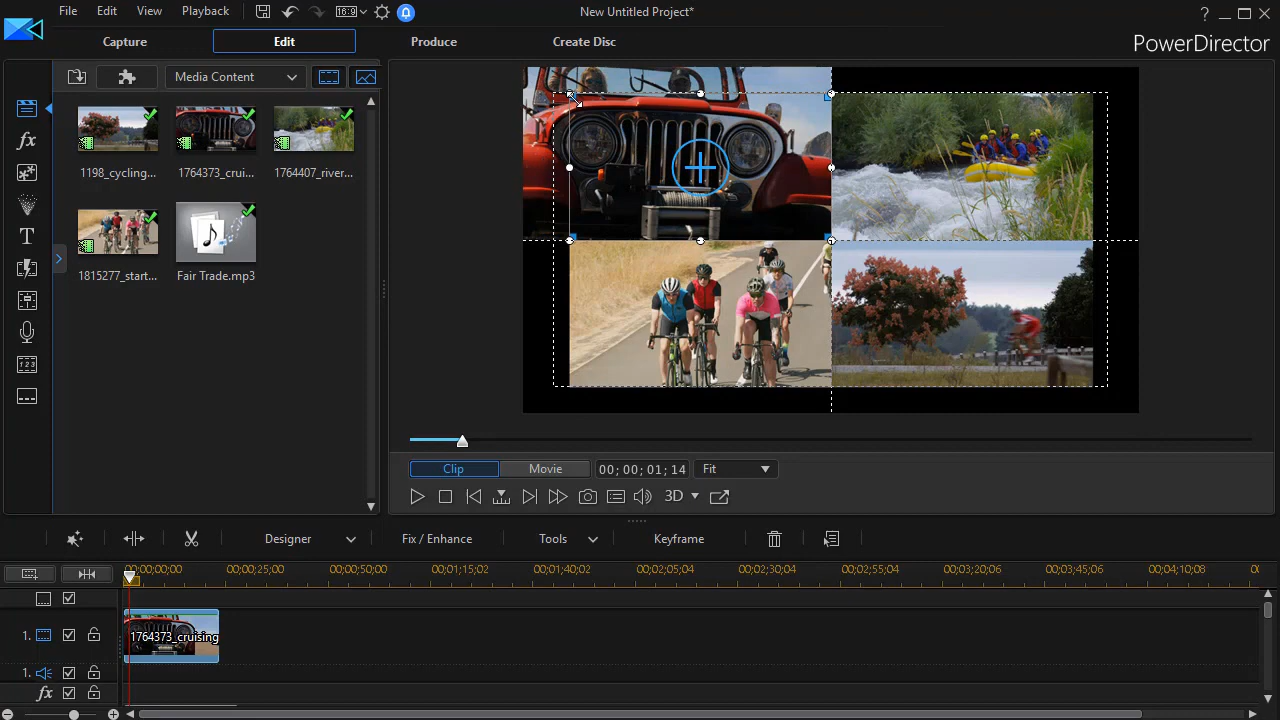 File Edit View Playback 16:9 New Untitled Project* ?
Capture Edit Produce Create Disc PowerDirector
Media Content
fx
T
1198_cycling... 1764373_crui... 1764407_river...
1815277_start... Fair Trade.mp3
Clip Movie 00; 00; 01; 14 Fit
3D
Designer Fix / Enhance Tools Keyframe
00;00;00;00 00;00;25;00 00;00;50;00 00;01;15;02 00;01;40;02 00;02;05;04 00;02;30;04 00;02;55;04 00;03;20;06 00;03;45;06 00;04;10;08
1. 1764373_cruising
1.
fx